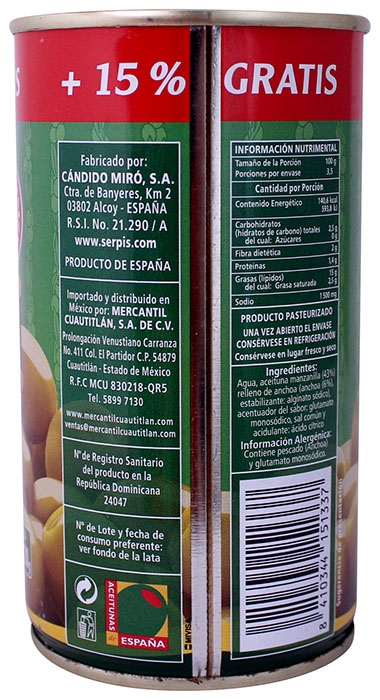 S
+ 15 %
GRATIS
Fabricado por:
CÁNDIDO MIRÓ, S.A.
Ctra. de Banyeres, Km 2
03802 Alcoy - ESPAÑA
R.S.I. No. 21.290 / A
www.serpis.com
PRODUCTO DE ESPAÑA
Importado y distribuido en
México por: MERCANTIL
CUAUTITLÁN, S.A. DE C.V.
Prolongación Venustiano Carranza
No. 411 Col. El Partidor C.P. 54879
Cuautitlán - Estado de México
R.F.C MCU 830218-QR5
Tel. 5899 7130
www.mercantilcuautitlan.com
ventas@mercantilcuautitlan.com
Nº de Registro Sanitario
del producto en la
República Dominicana
24047
Nº de Lote y fecha de
consumo preferente:
ver fondo de la lata
ACEITUNAS
de ESPAÑA
MIVISA
INFORMACIÓN NUTRIMENTAL
Tamaño de la Porción 100 g
Porciones por envase 3,5
Cantidad por Porción
Contenido Energético 140,6 kcal
593,8 kJ
Carbohidratos
(hidratos de carbono) totales 2,5 g
del cual: Azúcares 0 g
Fibra dietética 2 g
Proteínas 1,4 g
Grasas (lípidos) 15 g
del cual: Grasa saturada 2,5 g
Sodio 1 500 mg
PRODUCTO PASTEURIZADO
UNA VEZ ABIERTO EL ENVASE
CONSÉRVESE EN REFRIGERACIÓN
Consérvese en lugar fresco y seco
Ingredientes:
Agua, aceituna manzanilla (43%)
relleno de anchoa (anchoa (6%),
estabilizante: alginato sódico),
acentuador del sabor: glutamato
monosódico, sal común y
acidulante: ácido cítrico
Información Alergénica:
Contiene pescado (Anchoa)
y glutamato monosódico.
8 410344 151337
Sugerencia de presentación